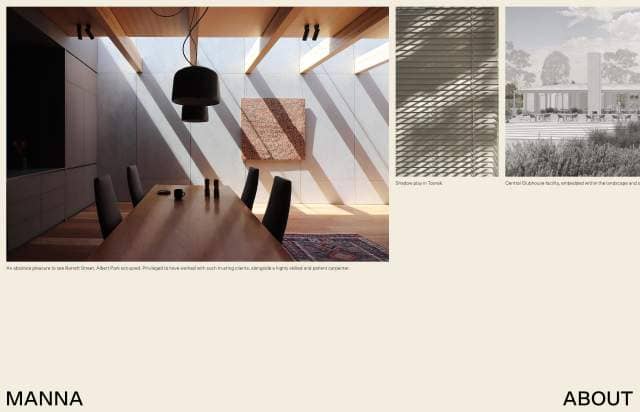 An absolute pleasure to see Barrett Street, Albert Park occupied. Privileged to have worked with such trusting clients, alongside a highly skilled and patient carpenter.
Shadow play in Toorak
Central Clubhouse facility, embedded within the landscape and
MANNA
ABOUT